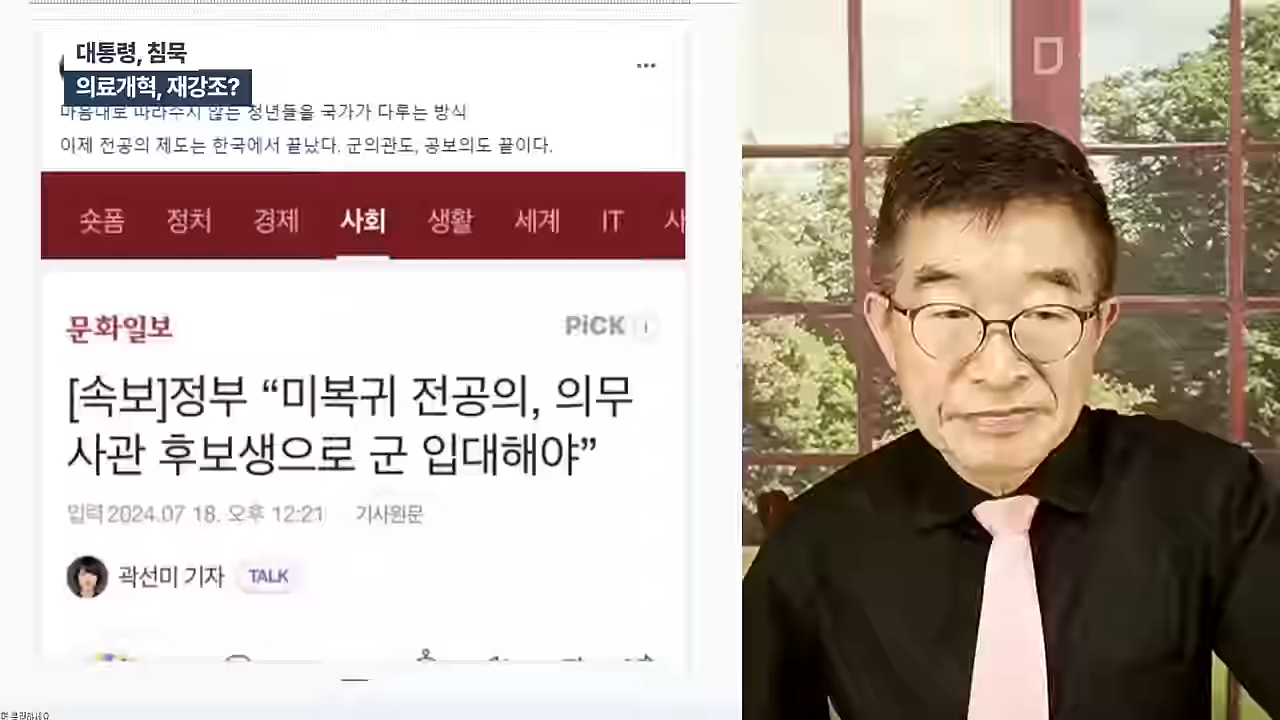 대통령, 침묵
의료개혁, 재강조?
마음대로 따라주지 않는 청년들을 국가가 다루는 방식
이제 전공의 제도는 한국에서 끝났다. 군의관도, 공보의도 끝이다.
숏폼 정치 경제 사회 생활 세계 IT 사
문화일보 PiCK
[속보]정부 “미복귀 전공의, 의무
사관 후보생으로 군 입대해야”
입력 2024.07 18. 오후 12:21 기사원문
곽선미 기자 TALK